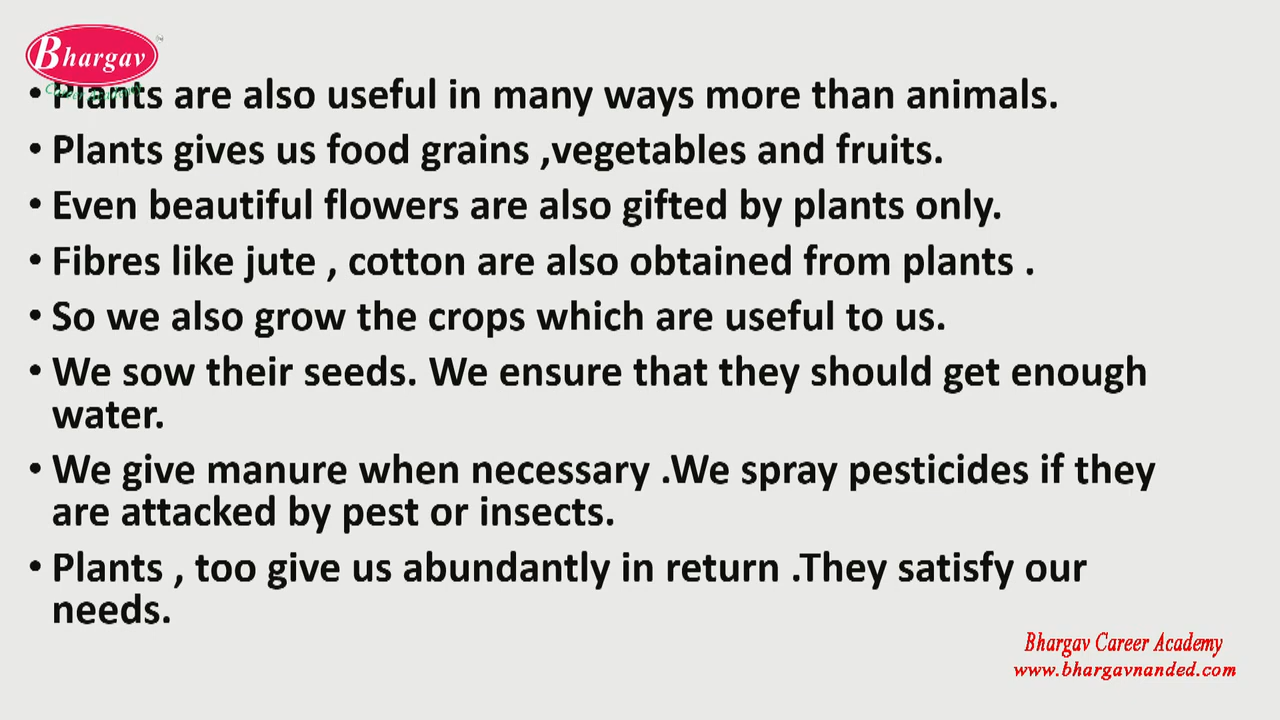 Bhargav
Career Academy
• Plants are also useful in many ways more than animals.
• Plants gives us food grains ,vegetables and fruits.
• Even beautiful flowers are also gifted by plants only.
• Fibres like jute , cotton are also obtained from plants .
• So we also grow the crops which are useful to us.
• We sow their seeds. We ensure that they should get enough
water.
• We give manure when necessary .We spray pesticides if they
are attacked by pest or insects.
• Plants , too give us abundantly in return .They satisfy our
needs.
Bhargav Career Academy
www.bhargavnanded.com